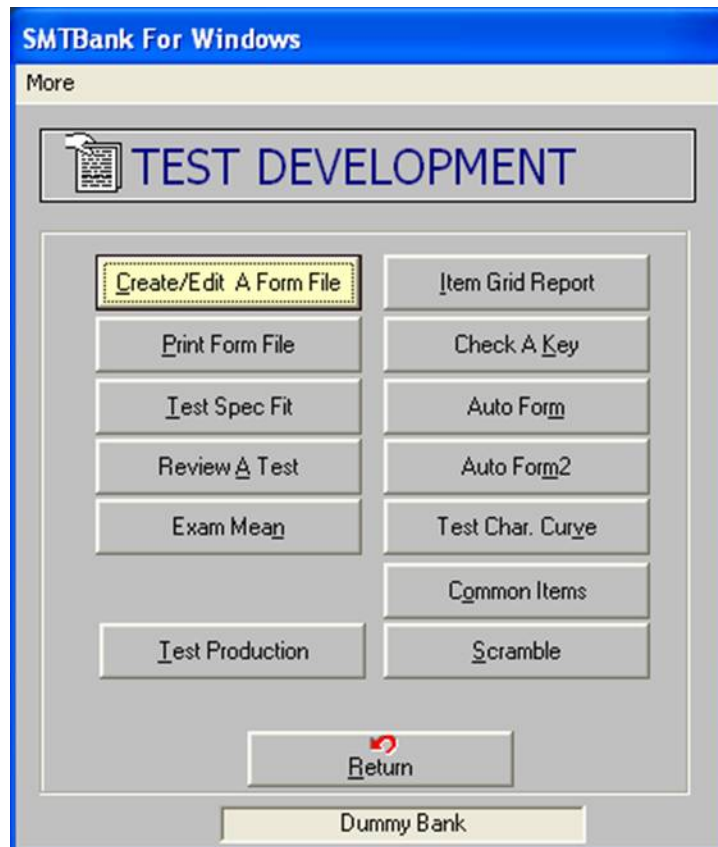 SMTBank For Windows
More
TEST DEVELOPMENT
Create/Edit A Form File
Item Grid Report
Print Form File
Check A Key
Test Spec Fit
Auto Form
Review A Test
Auto Form2
Exam Mean
Test Char. Curve
Common Items
Test Production
Scramble
Return
Dummy Bank